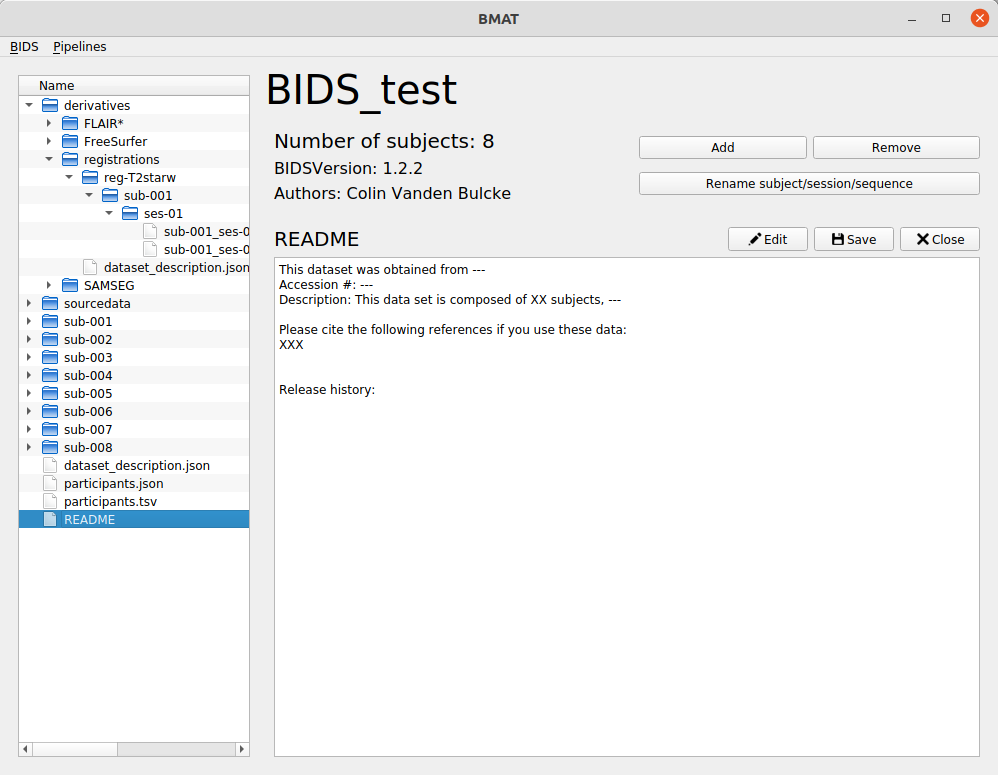 BMAT
BIDS Pipelines
Name
derivatives
FLAIR*
FreeSurfer
registrations
reg-T2starw
sub-001
ses-01
sub-001_ses-0
sub-001_ses-0
dataset_description.json
SAMSEG
sourcedata
sub-001
sub-002
sub-003
sub-004
sub-005
sub-006
sub-007
sub-008
dataset_description.json
participants.json
participants.tsv
README
BIDS_test
Number of subjects: 8
BIDSVersion: 1.2.2
Authors: Colin Vanden Bulcke
Add Remove
Rename subject/session/sequence
README
Edit Save Close
This dataset was obtained from ---
Accession #: ---
Description: This data set is composed of XX subjects, ---
Please cite the following references if you use these data:
XXX
Release history: